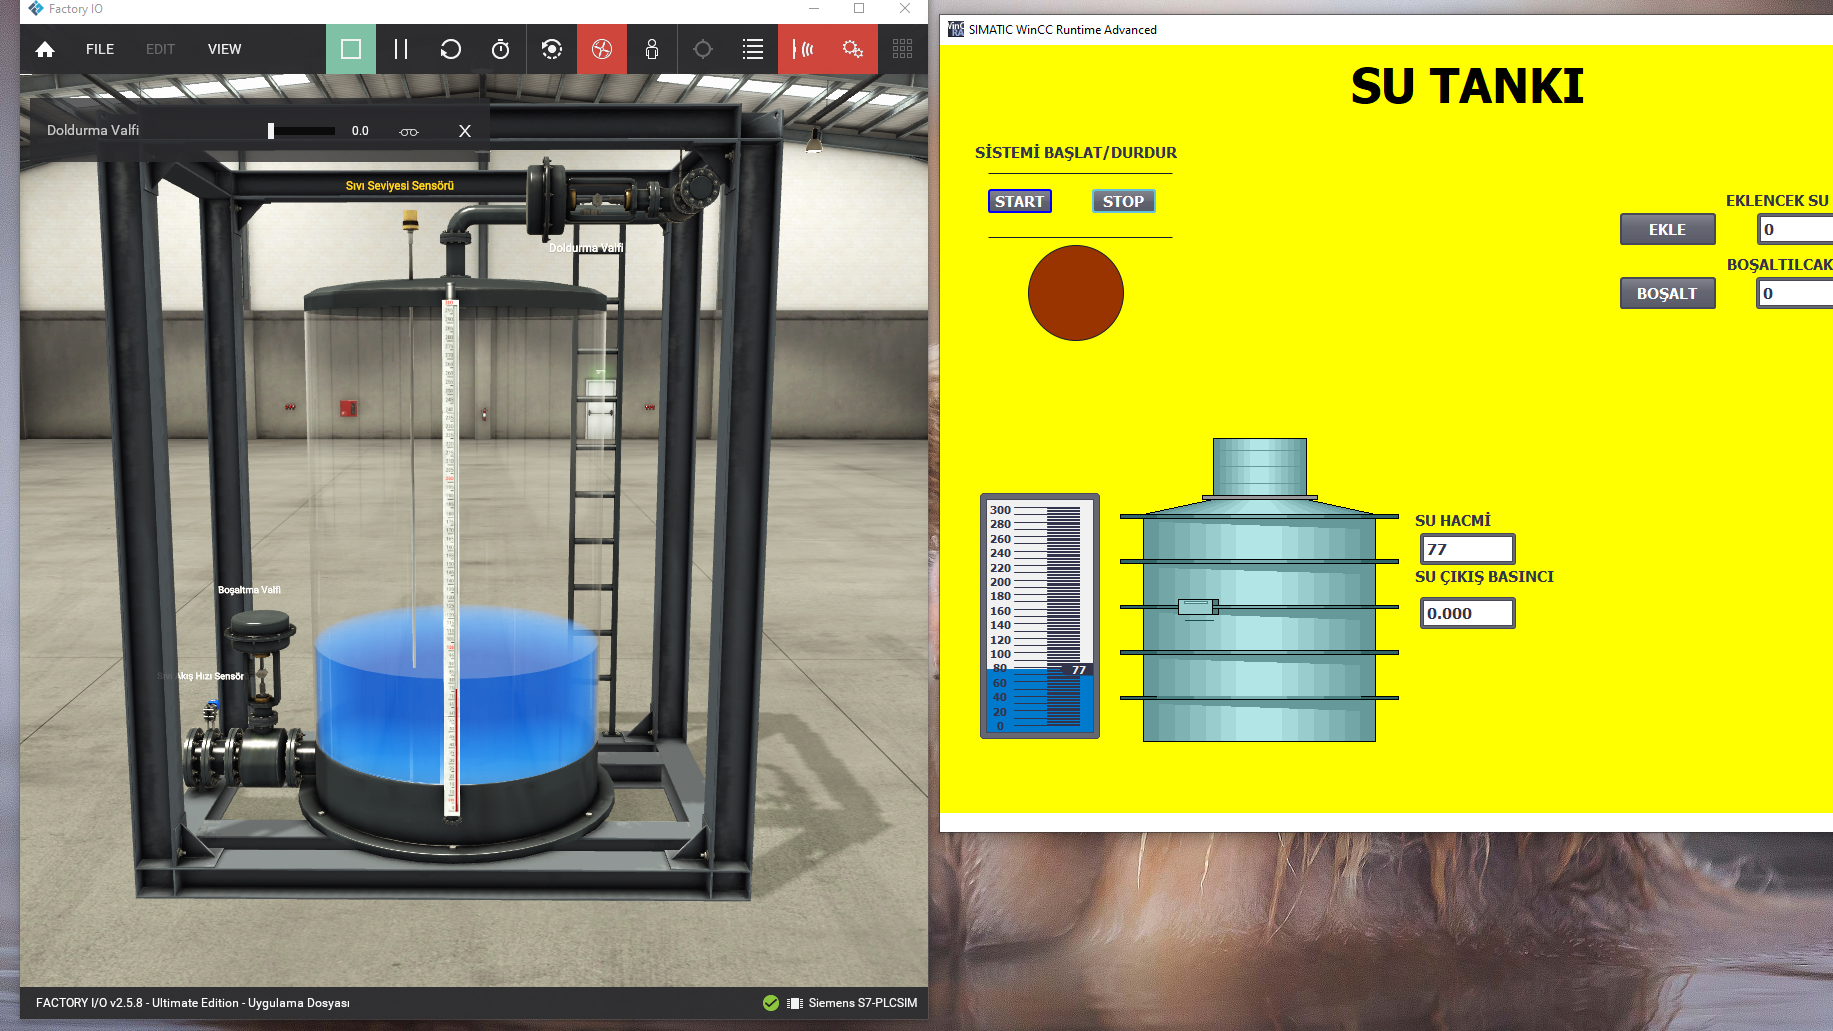 Factory IO
FILE
EDIT
VIEW
Doldurma Valfi
0.0
X
Sıvı Seviyesi Sensörü
Doldurma Valfi
Boşaltma Valfi
Sıvı Akış Hızı Sensör
FACTORY I/O v2.5.8 - Ultimate Edition - Uygulama Dosyası
Siemens S7-PLCSIM
SIMATIC WinCC Runtime Advanced
SU TANKI
SİSTEMİ BAŞLAT/DURDUR
START
STOP
EKLENCEK SU
EKLE
0
BOŞALTILCAK
BOŞALT
0
300
280
260
240
220
200
180
160
140
120
100
80
77
60
40
20
0
SU HACMİ
77
SU ÇIKIŞ BASINCI
0.000